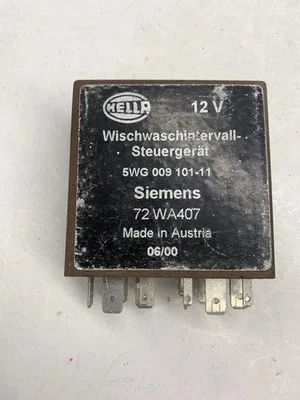 HELLA 12 V
Wischwaschintervall-
Steuergerät
5WG 009 101-11
Siemens
72 WA407
Made in Austria
06/00